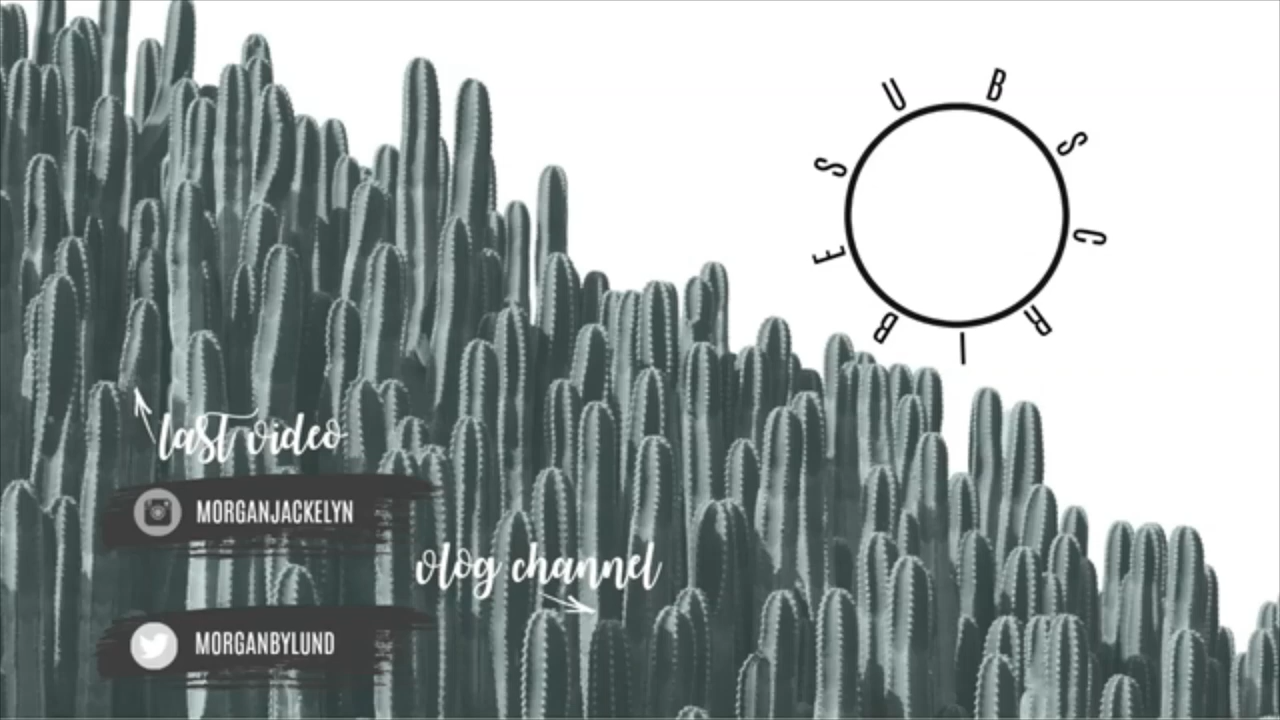 SUBSCRIBE
last video
MORGANJACKELYN
vlog channel
MORGANBYLUND